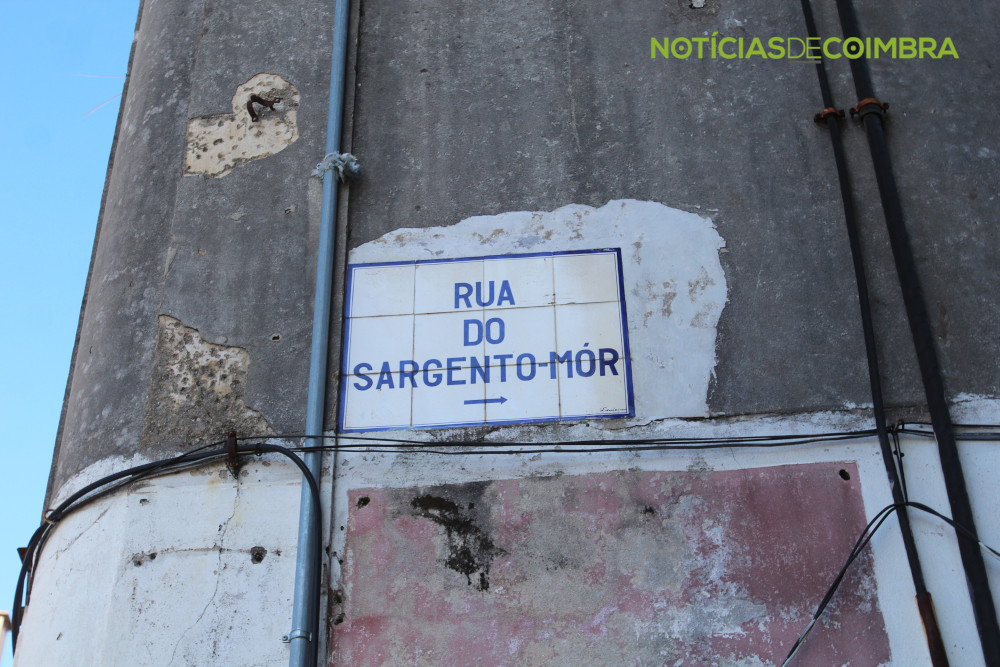 NOTÍCIASDECOIMBRA
RUA
DO
SARGENTO-MÓR